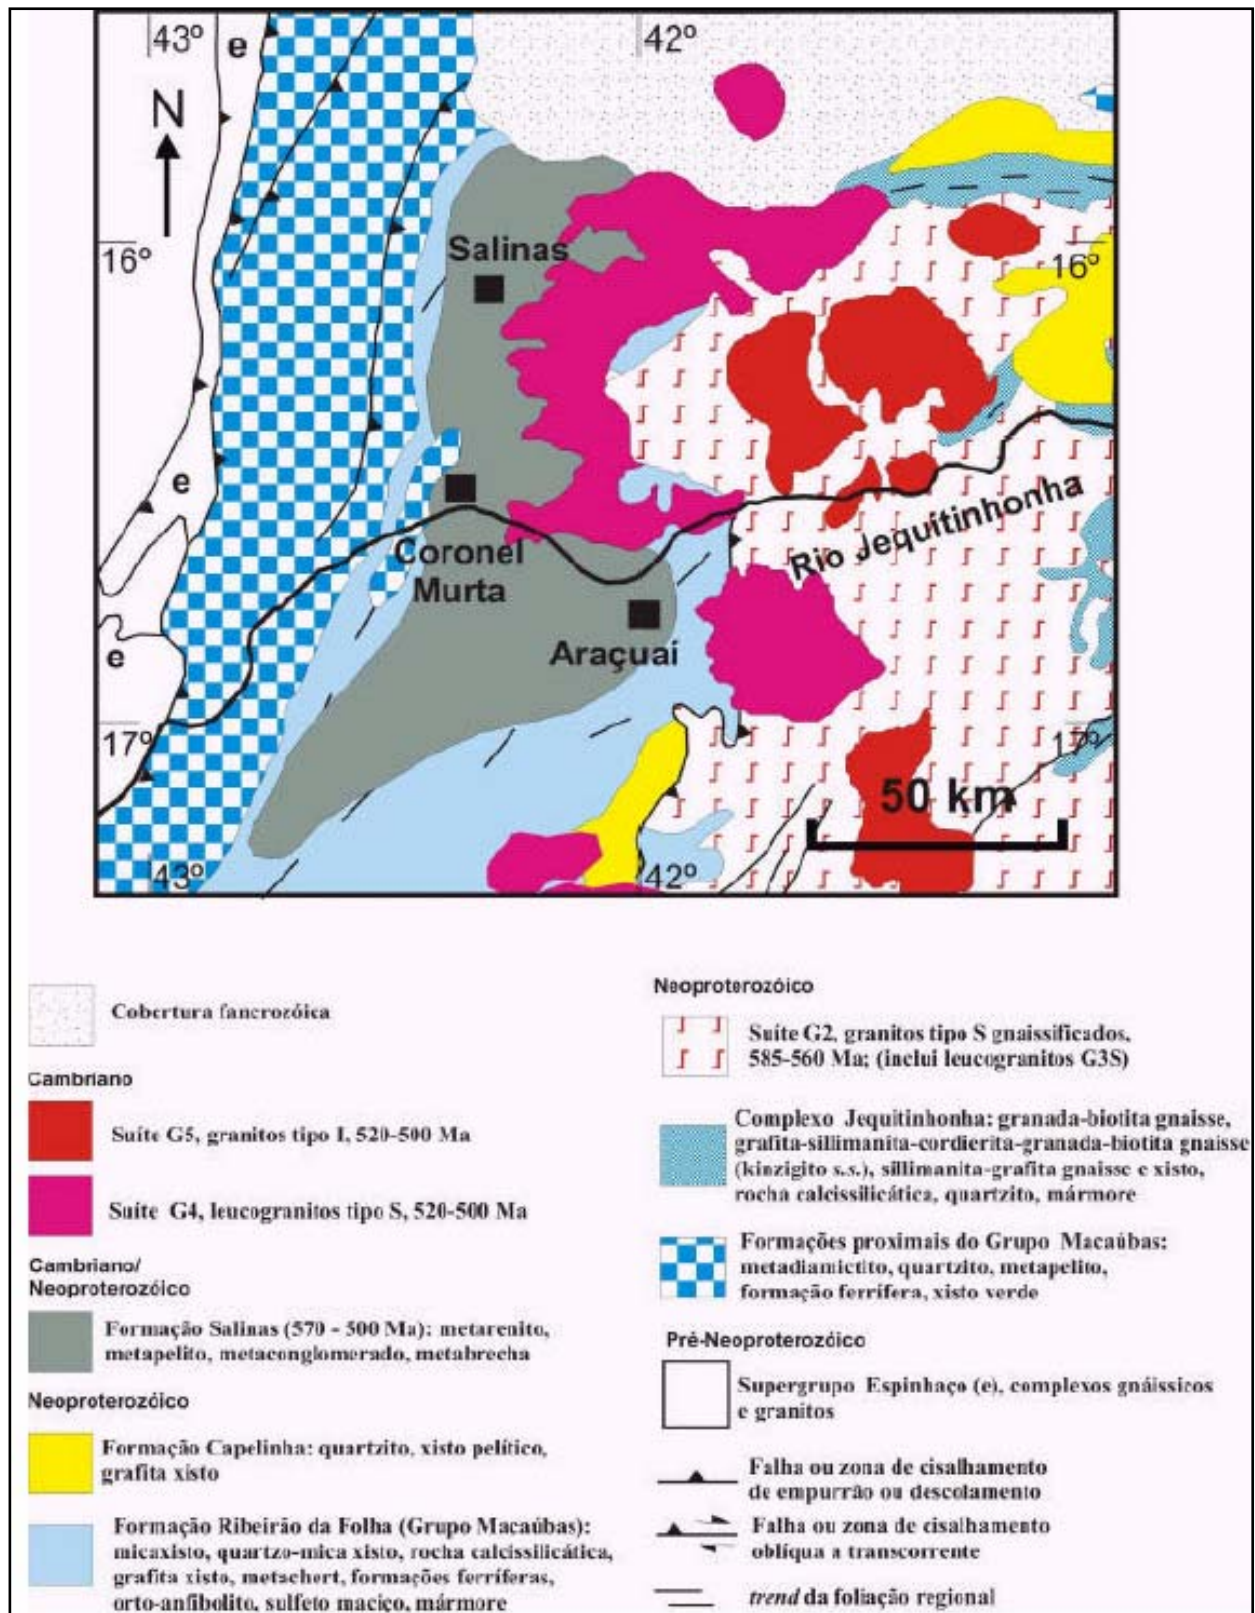 43º
e
42º
N
Salinas
16º
16º
e
Coronel
Murta
Rio Jequitinhonha
Araçuaí
e
17º
17º
50 km
43º
42º
Cobertura fanerozóica
Cambriano
Suíte G5, granitos tipo I, 520-500 Ma
Suíte G4, leucogranitos tipo S, 520-500 Ma
Cambriano/
Neoproterozóico
Formação Salinas (570 - 500 Ma): metarenito,
metapelito, metaconglomerado, metabrecha
Neoproterozóico
Formação Capelinha: quartzito, xisto pelítico,
grafita xisto
Formação Ribeirão da Folha (Grupo Macaúbas):
micaxisto, quartzo-mica xisto, rocha calcissilicática,
grafita xisto, metachert, formações ferríferas,
orto-anfibolito, sulfeto maciço, mármore
Neoproterozóico
Suíte G2, granitos tipo S gnaissificados,
585-560 Ma; (inclui leucogranitos G3S)
Complexo Jequitinhonha: granada-biotita gnaisse,
grafita-sillimanita-cordierita-granada-biotita gnaisse
(kinzigito s.s.), sillimanita-grafita gnaisse e xisto,
rocha calcissilicática, quartzito, mármore
Formações proximais do Grupo Macaúbas:
metadiamictito, quartzito, metapelito,
formação ferrífera, xisto verde
Pré-Neoproterozóico
Supergrupo Espinhaço (e), complexos gnáissicos
e granitos
Falha ou zona de cisalhamento
de empurrão ou descolamento
Falha ou zona de cisalhamento
oblíqua a transcorrente
trend da foliação regional